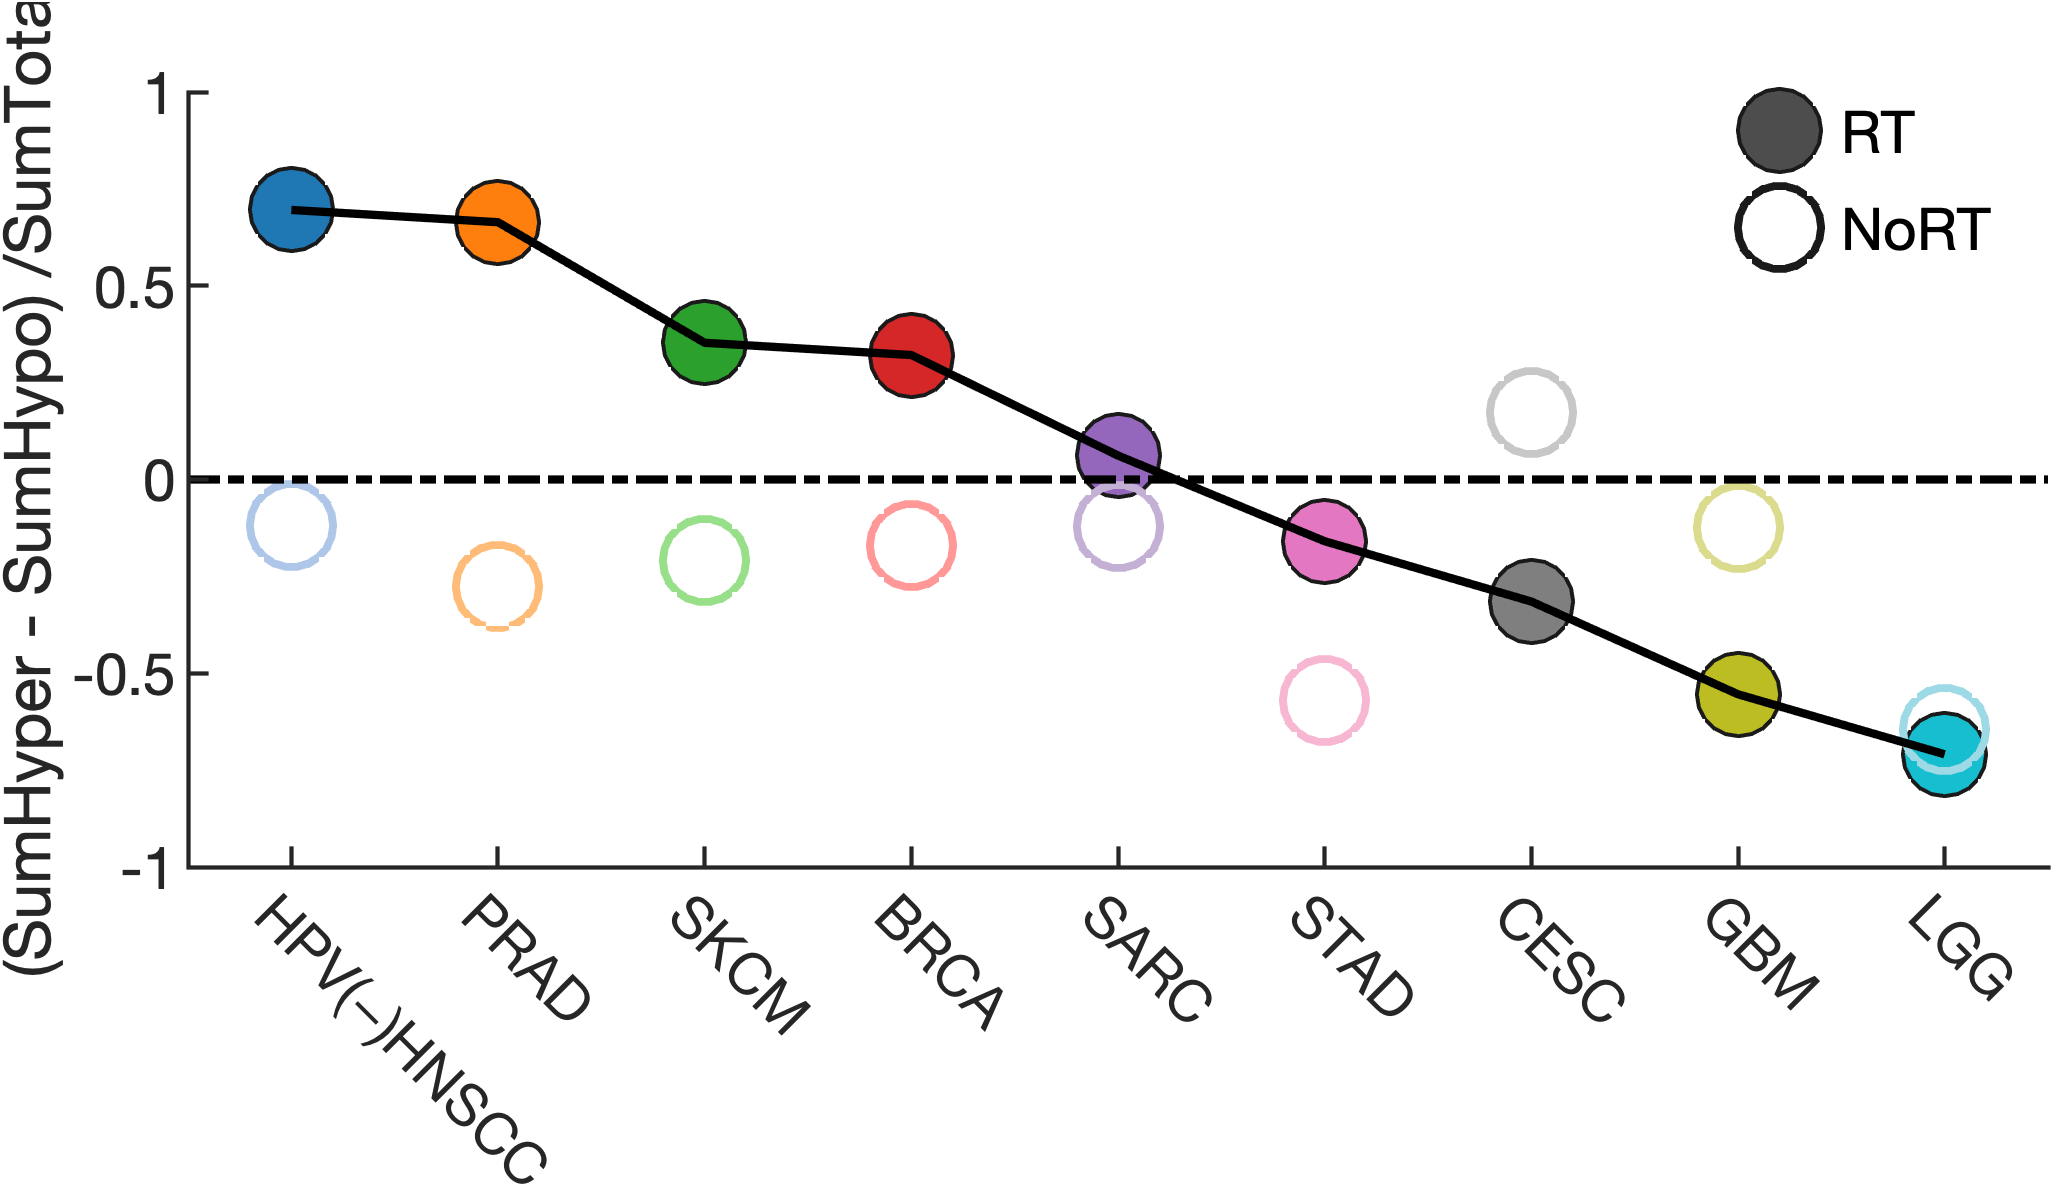 (SumHyper - SumHypo) /SumTota
1
0.5
0
-0.5
-1
RT
NoRT
HPV(−)HNSCC
PRAD
SKCM
BRCA
SARC
STAD
CESC
GBM
LGG